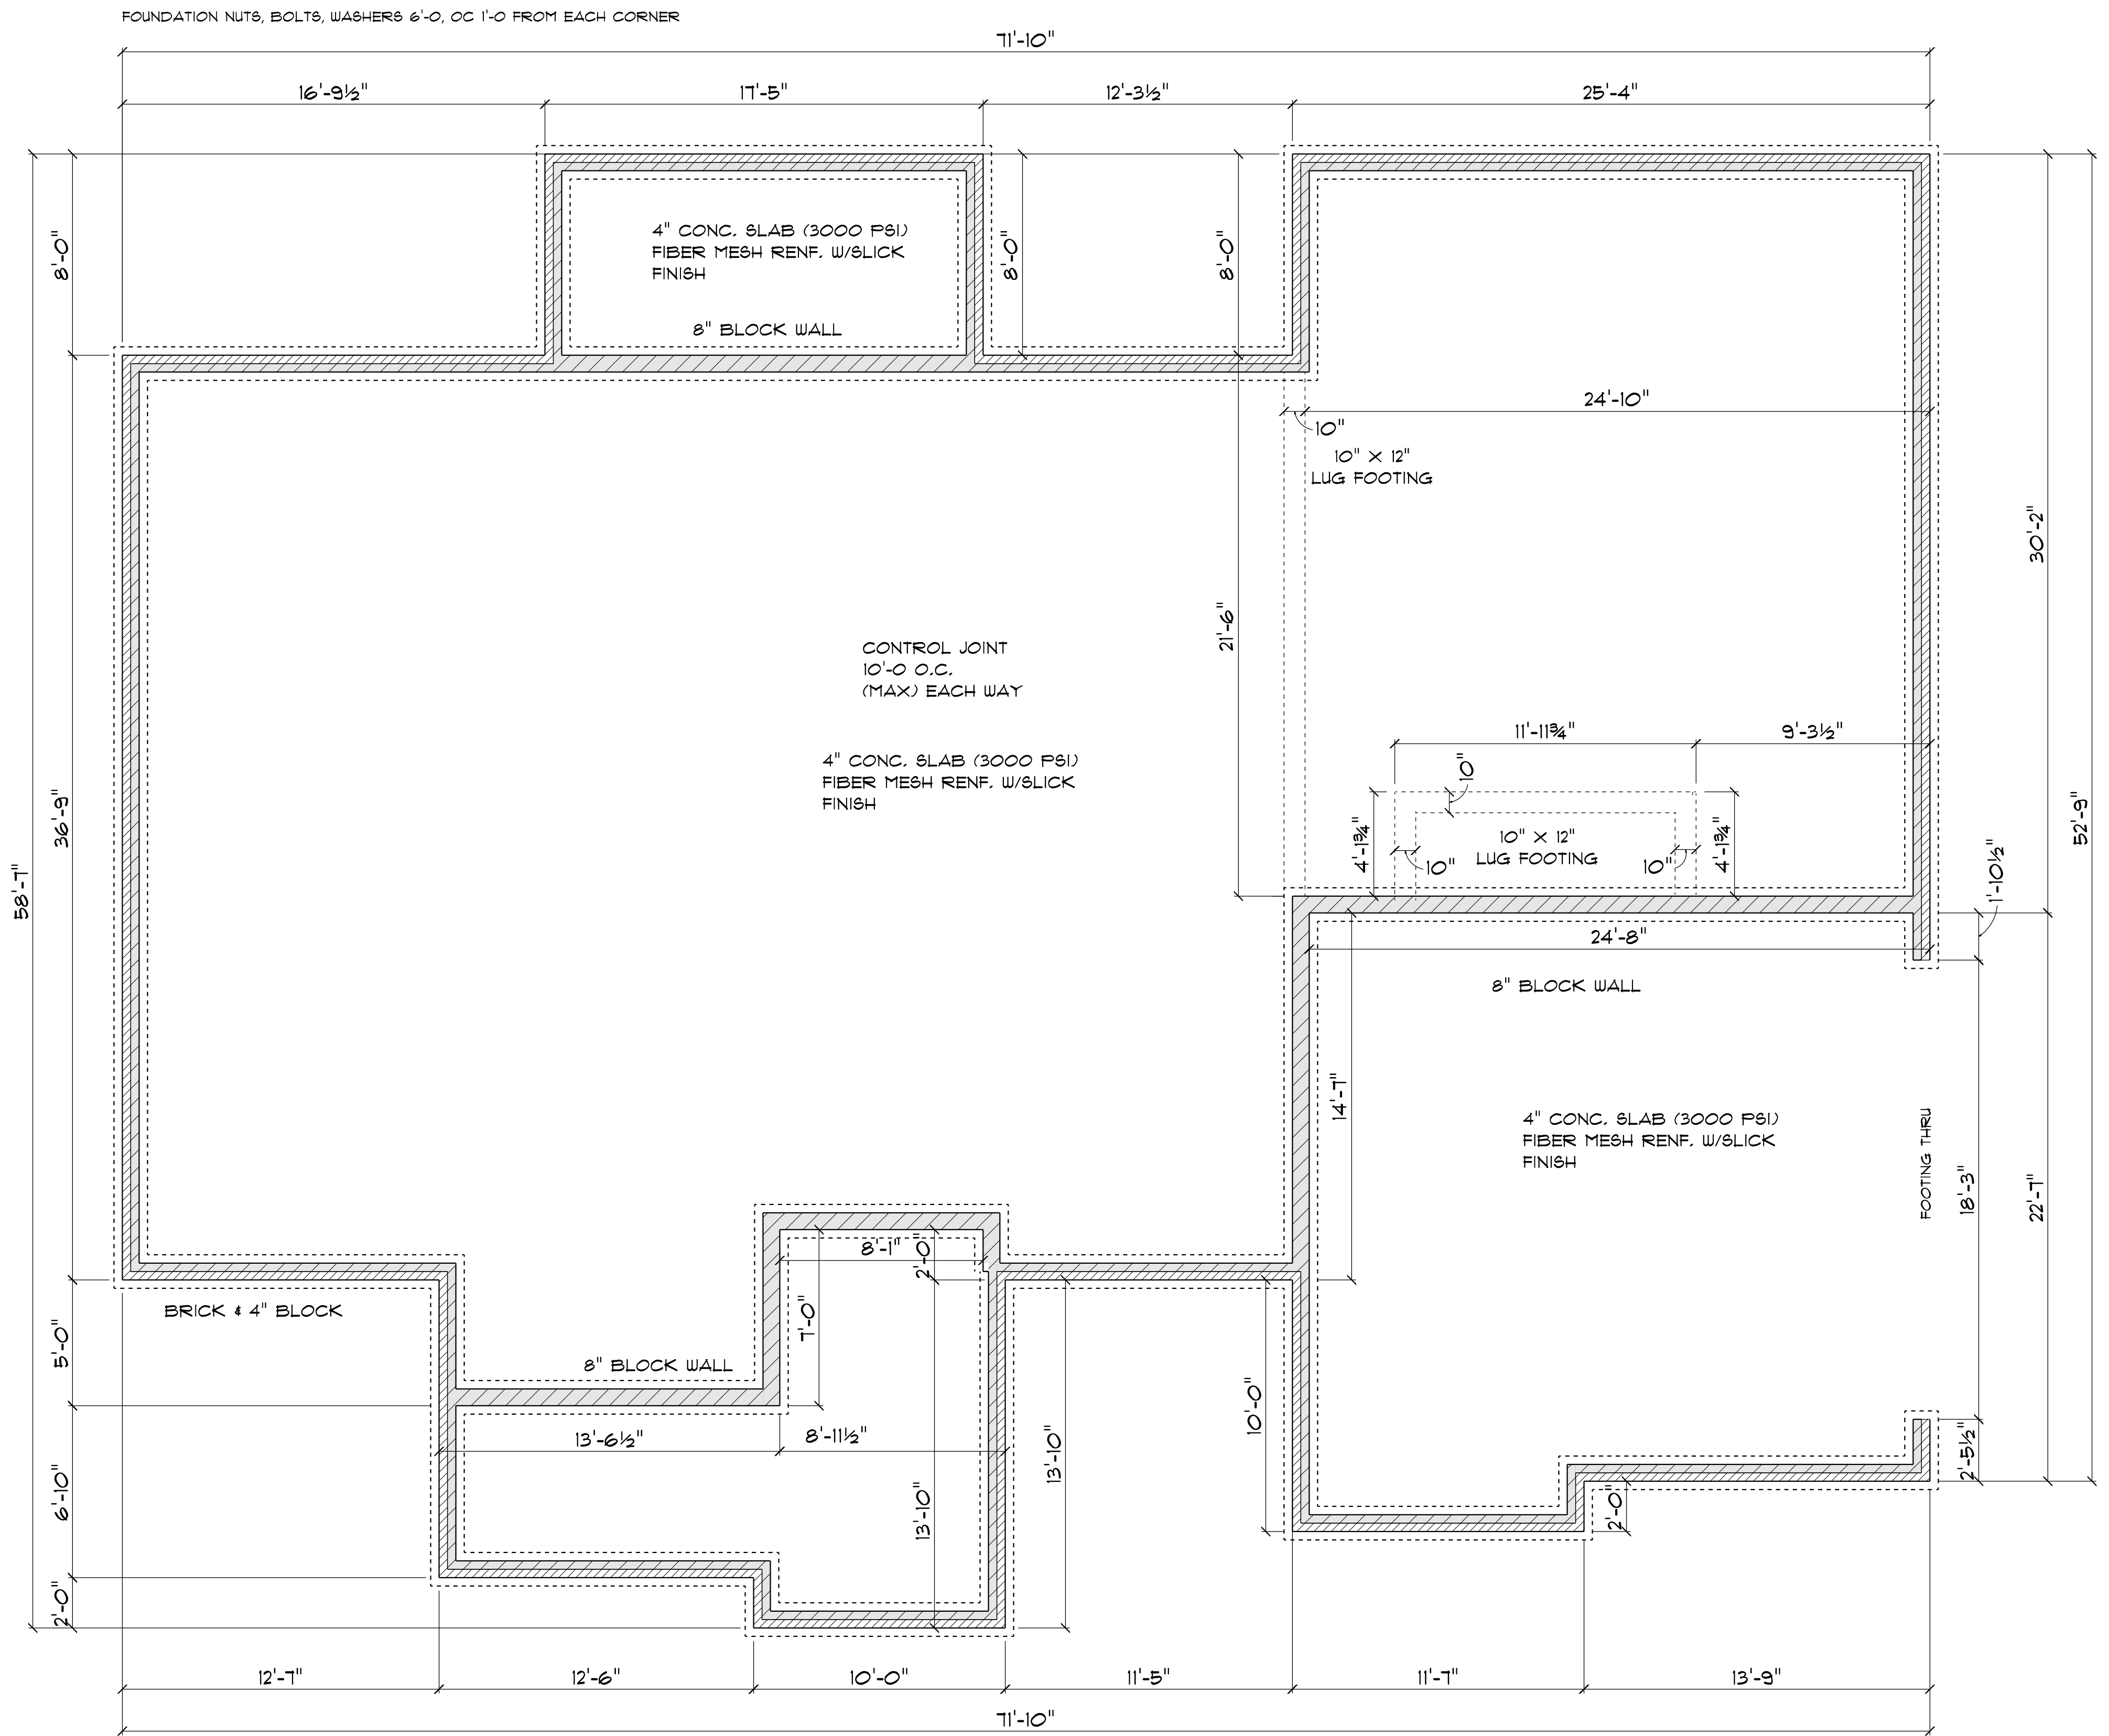 FOUNDATION NUTS, BOLTS, WASHERS 6'-0, OC 1'-0 FROM EACH CORNER
71'-10"
16'-9½"
17'-5"
12'-3½"
25'-4"
8'-0"
4" CONC. SLAB (3000 PSI)
FIBER MESH RENF. W/SLICK
FINISH
8'-0"
8'-0"
8" BLOCK WALL
24'-10"
10"
10" X 12"
LUG FOOTING
30'-2"
21'-6"
CONTROL JOINT
10'-0 O.C.
(MAX) EACH WAY
11'-11¾"
9'-3½"
4" CONC. SLAB (3000 PSI)
FIBER MESH RENF. W/SLICK
FINISH
10"
36'-9"
52'-9"
58'-7"
4'-1¾"
10" X 12"
LUG FOOTING
4'-1¾"
10"
10"
1'-10½"
24'-8"
8" BLOCK WALL
14'-7"
4" CONC. SLAB (3000 PSI)
FIBER MESH RENF. W/SLICK
FINISH
FOOTING THRU
18'-3"
22'-7"
8'-1"
2'-0"
BRICK & 4" BLOCK
7'-0"
5'-0"
8" BLOCK WALL
10'-0"
13'-6½"
8'-11½"
13'-10"
2'-5½"
6'-10"
13'-10"
2'-0"
2'-0"
12'-7"
12'-6"
10'-0"
11'-5"
11'-7"
13'-9"
71'-10"